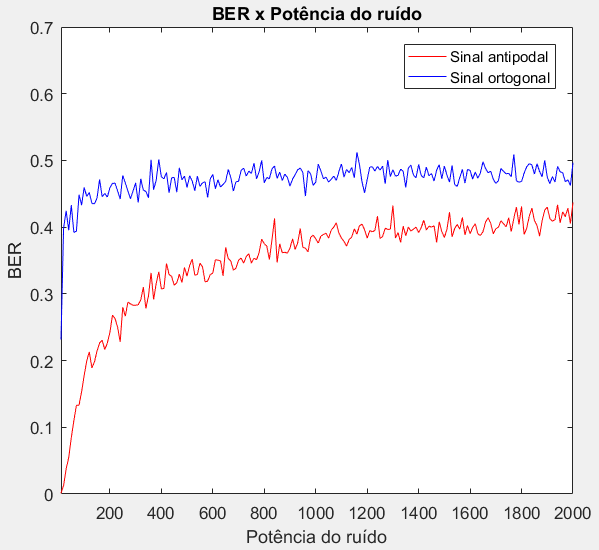 BER x Potência do ruído
0.7
Sinal antipodal
Sinal ortogonal
0.6
0.5
0.4
BER
0.3
0.2
0.1
0
200 400 600 800 1000 1200 1400 1600 1800 2000
Potência do ruído